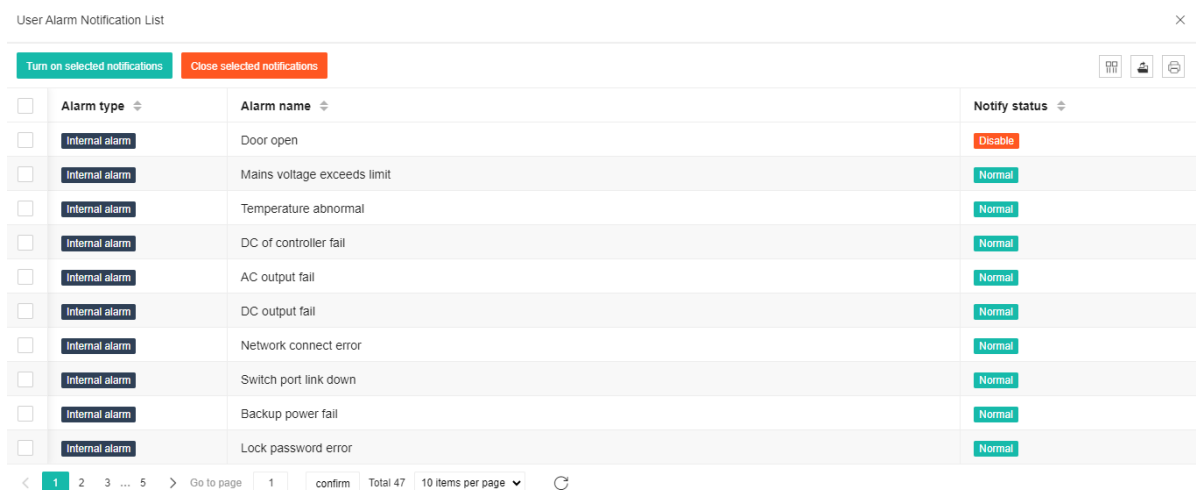 User Alarm Notification List
Turn on selected notifications Close selected notifications
Alarm type Alarm name Notify status
Internal alarm Door open Disable
Internal alarm Mains voltage exceeds limit Normal
Internal alarm Temperature abnormal Normal
Internal alarm DC of controller fail Normal
Internal alarm AC output fail Normal
Internal alarm DC output fail Normal
Internal alarm Network connect error Normal
Internal alarm Switch port link down Normal
Internal alarm Backup power fail Normal
Internal alarm Lock password error Normal
1 2 3 ... 5 Go to page 1 confirm Total 47 10 items per page